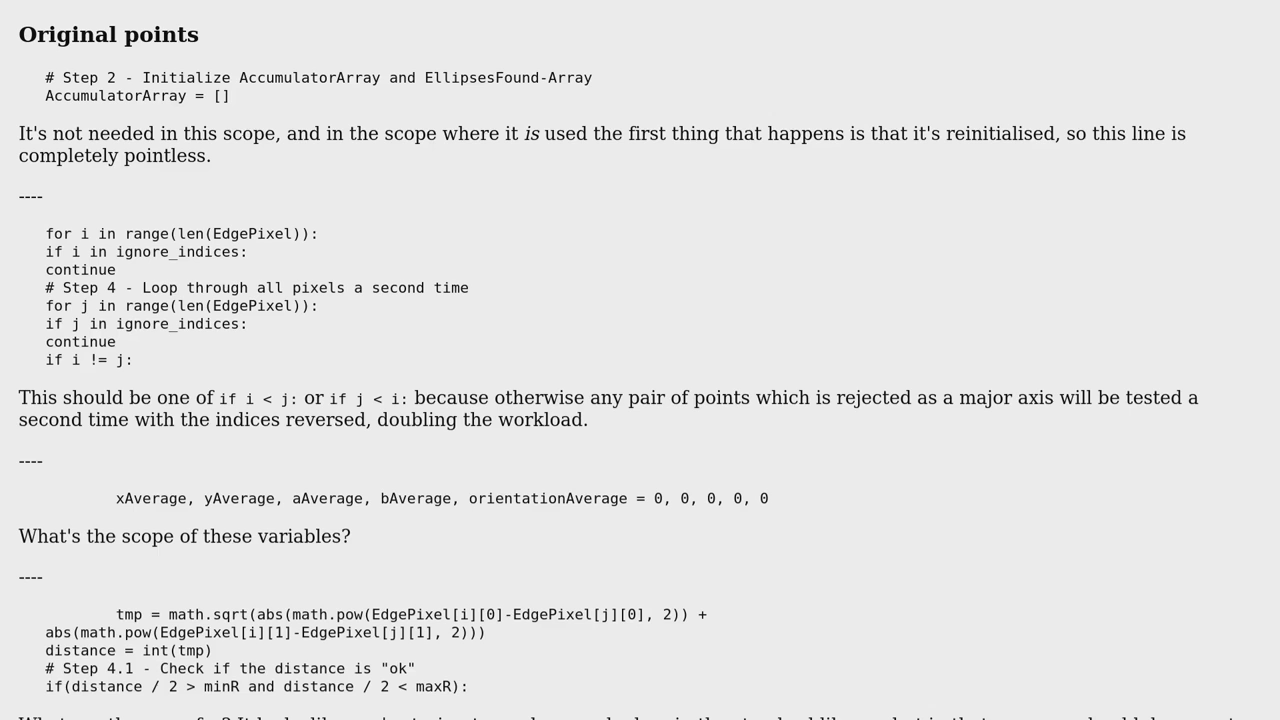 Original points
# Step 2 - Initialize AccumulatorArray and EllipsesFound-Array
AccumulatorArray = []
It's not needed in this scope, and in the scope where it is used the first thing that happens is that it's reinitialised, so this line is
completely pointless.
----
for i in range(len(EdgePixel)):
if i in ignore_indices:
continue
# Step 4 - Loop through all pixels a second time
for j in range(len(EdgePixel)):
if j in ignore_indices:
continue
if i != j:
This should be one of if i < j: or if j < i: because otherwise any pair of points which is rejected as a major axis will be tested a
second time with the indices reversed, doubling the workload.
----
xAverage, yAverage, aAverage, bAverage, orientationAverage = 0, 0, 0, 0, 0
What's the scope of these variables?
----
tmp = math.sqrt(abs(math.pow(EdgePixel[i][0]-EdgePixel[j][0], 2)) +
abs(math.pow(EdgePixel[i][1]-EdgePixel[j][1], 2)))
distance = int(tmp)
# Step 4.1 - Check if the distance is "ok"
if(distance / 2 > minR and distance / 2 < maxR):